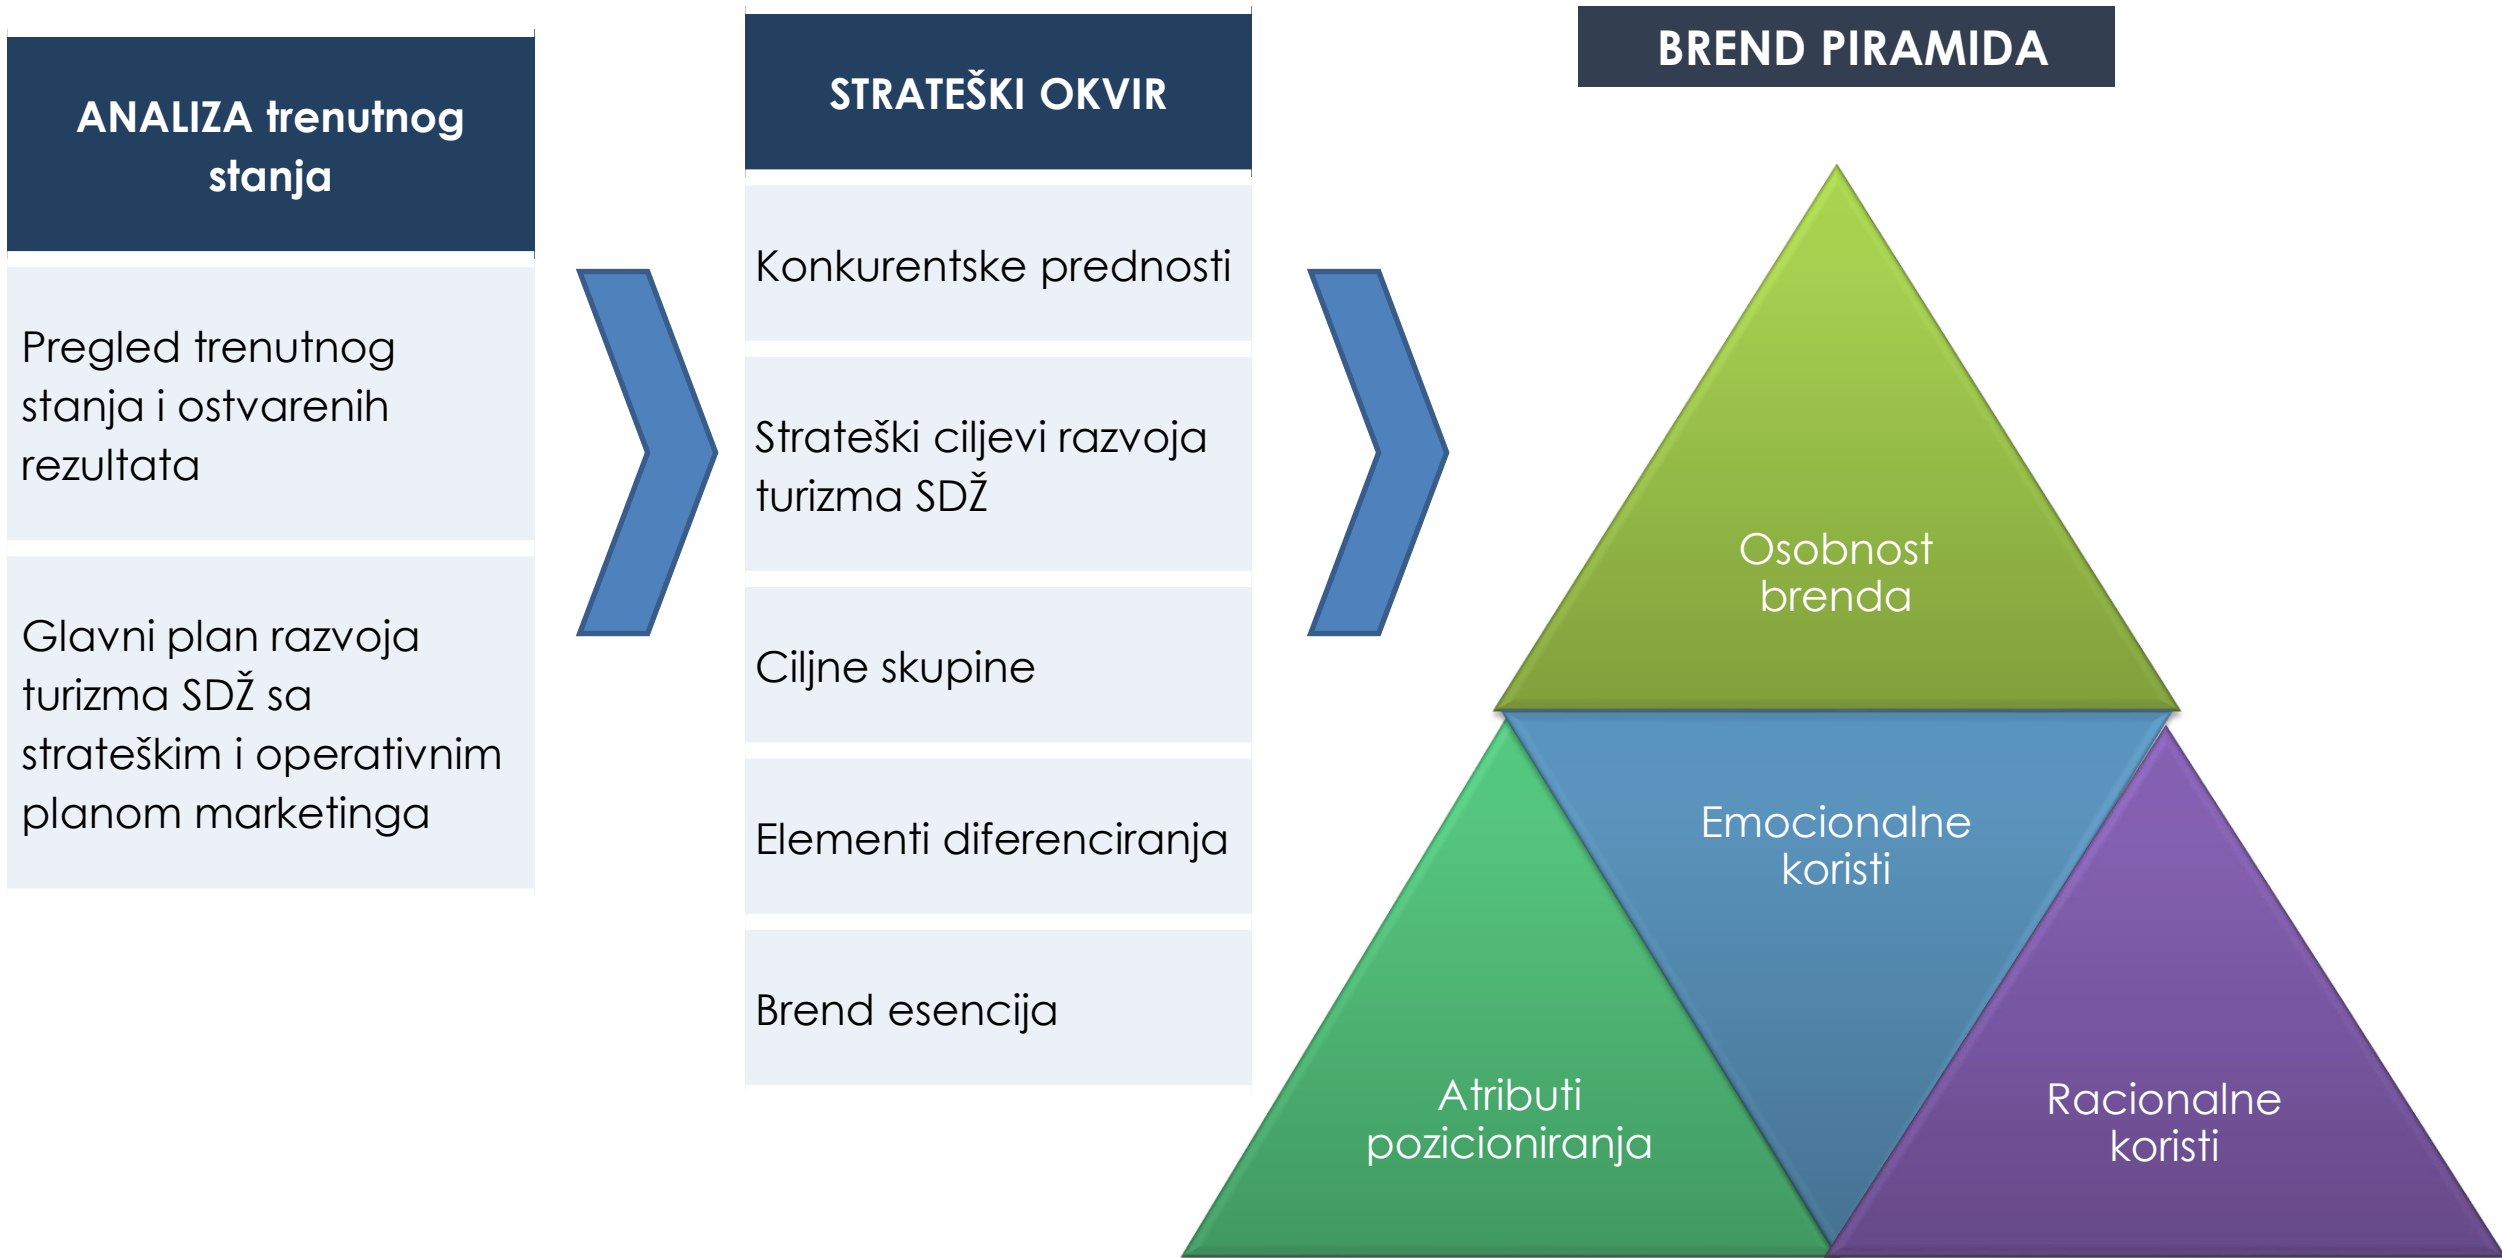 ANALIZA trenutnog
stanja
Pregled trenutnog
stanja i ostvarenih
rezultata
Glavni plan razvoja
turizma SDŽ sa
strateškim i operativnim
planom marketinga
STRATEŠKI OKVIR
Konkurentske prednosti
Strateški ciljevi razvoja
turizma SDŽ
Ciljne skupine
Elementi diferenciranja
Brend esencija
BREND PIRAMIDA
Osobnost
brenda
Emocionalne
koristi
Atributi
pozicioniranja
Racionalne
koristi